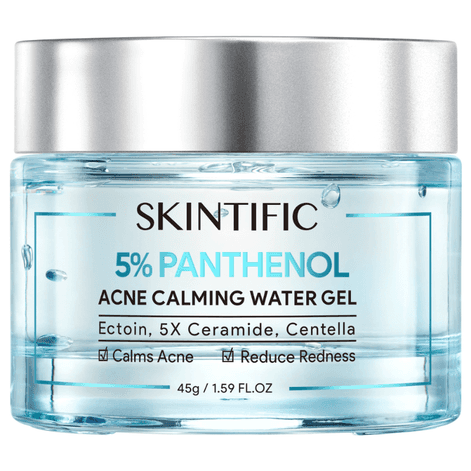 SKINTIFIC
5% PANTHENOL
ACNE CALMING WATER GEL
Ectoin, 5X Ceramide, Centella
☑ Calms Acne ☑ Reduce Redness
45g / 1.59 FL.OZ